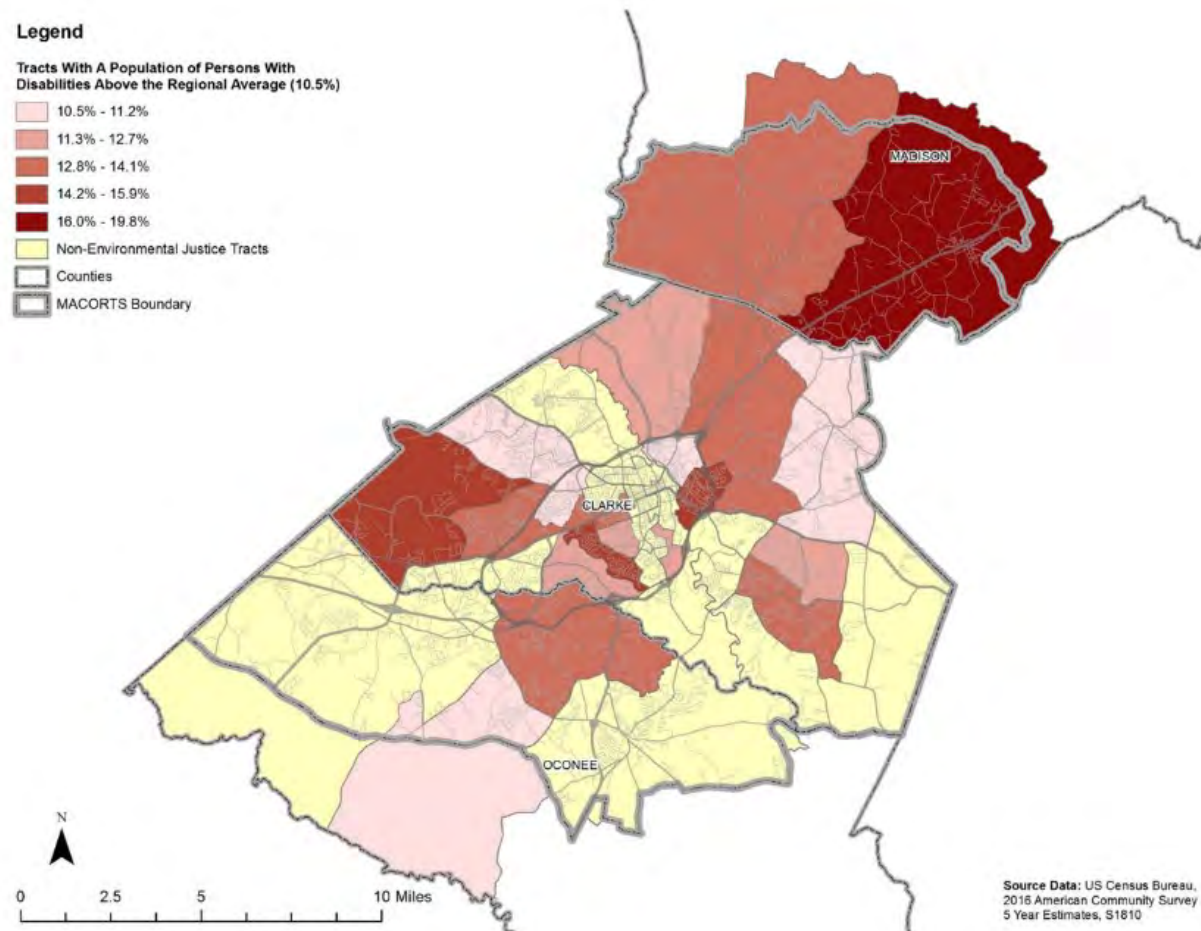 Legend
Tracts With A Population of Persons With
Disabilities Above the Regional Average (10.5%)
10.5% - 11.2%
11.3% - 12.7%
12.8% - 14.1%
14.2% - 15.9%
16.0% - 19.8%
Non-Environmental Justice Tracts
Counties
MACORTS Boundary
MADISON
CLARKE
OCONEE
N
0 2.5 5 10 Miles
Source Data: US Census Bureau,
2016 American Community Survey
5 Year Estimates, S1810